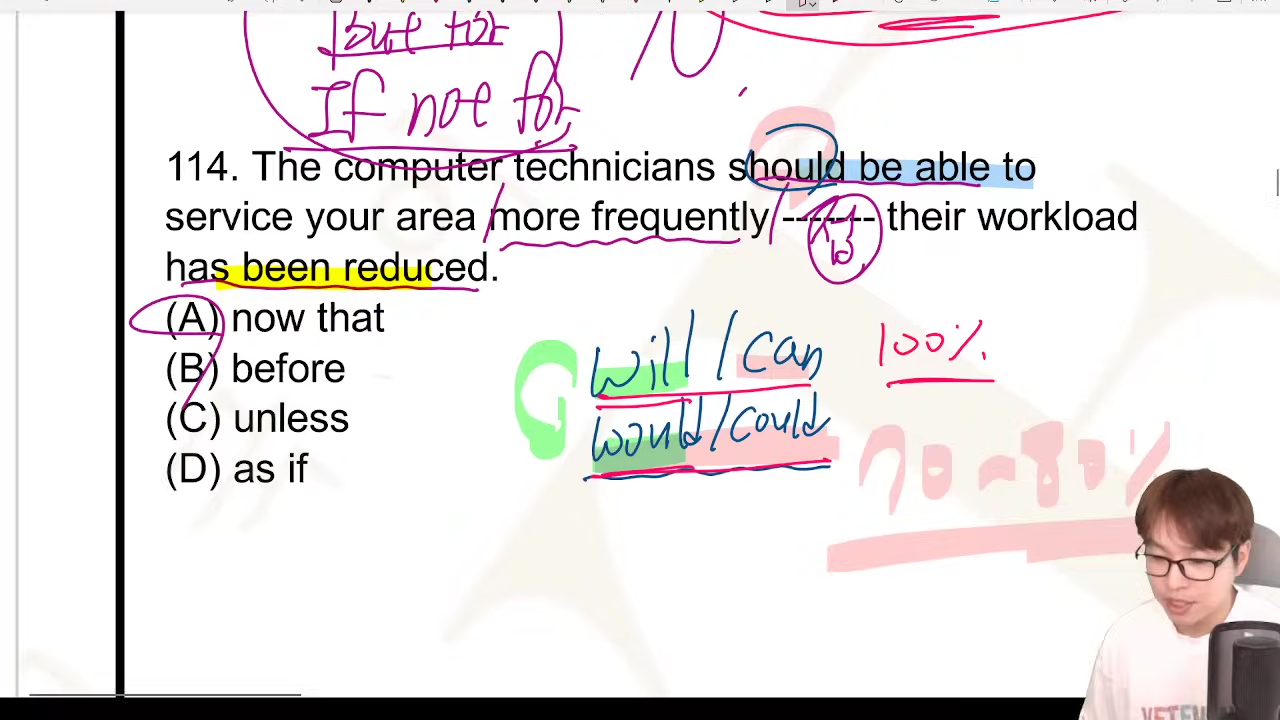 but for
If not for
114. The computer technicians should be able to
service your area more frequently ------- their workload
has been reduced.
(A) now that
(B) before
(C) unless
(D) as if
will / can
100%
would / could
70-80%